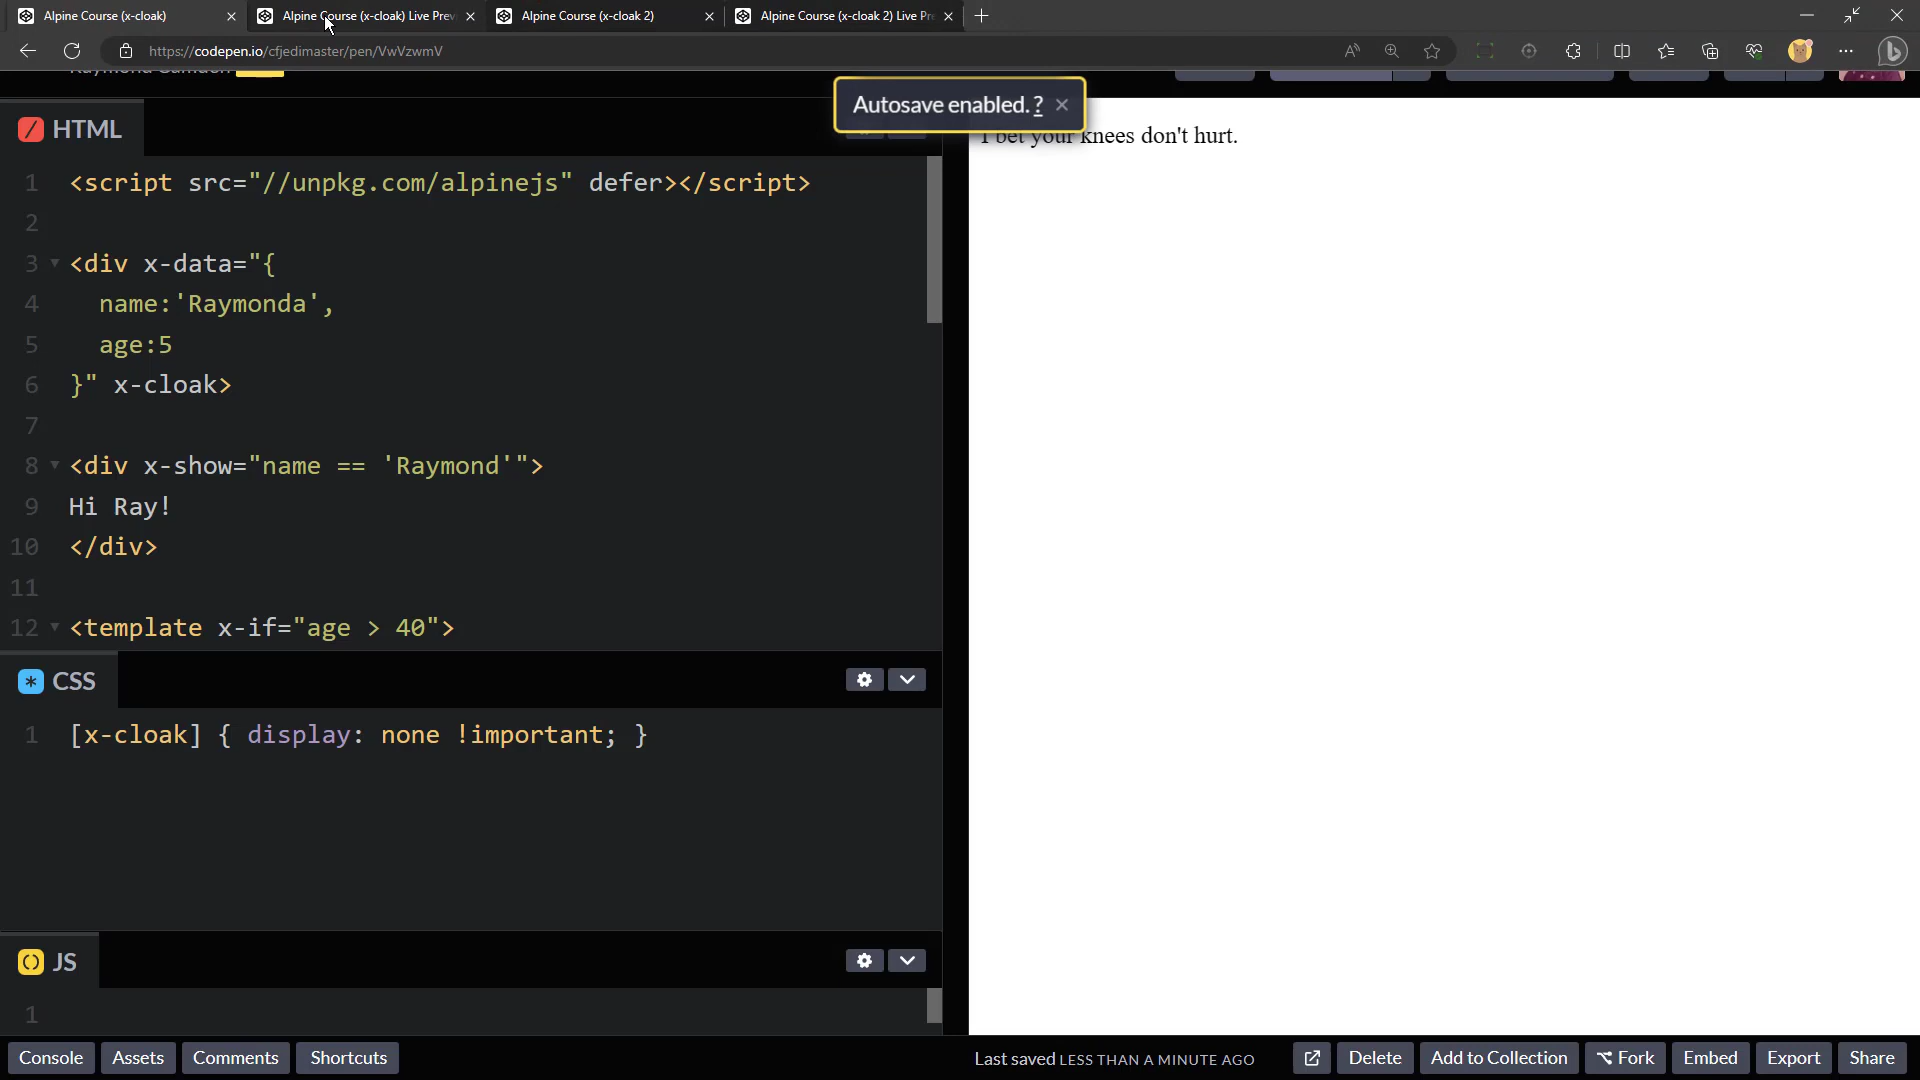 Alpine Course (x-cloak)
Alpine Course (x-cloak) Live Prev
Alpine Course (x-cloak 2)
Alpine Course (x-cloak 2) Live Pre
https://codepen.io/cfjedimaster/pen/VwVzwmV
Autosave enabled. ?
I bet your knees don't hurt.
HTML
1 <script src="//unpkg.com/alpinejs" defer></script>
2
3 <div x-data="{
4 name:'Raymonda',
5 age:5
6 }" x-cloak>
7
8 <div x-show="name == 'Raymond'">
9 Hi Ray!
10 </div>
11
12 <template x-if="age > 40">
CSS
1 [x-cloak] { display: none !important; }
JS
1
Console
Assets
Comments
Shortcuts
Last saved LESS THAN A MINUTE AGO
Delete
Add to Collection
Fork
Embed
Export
Share